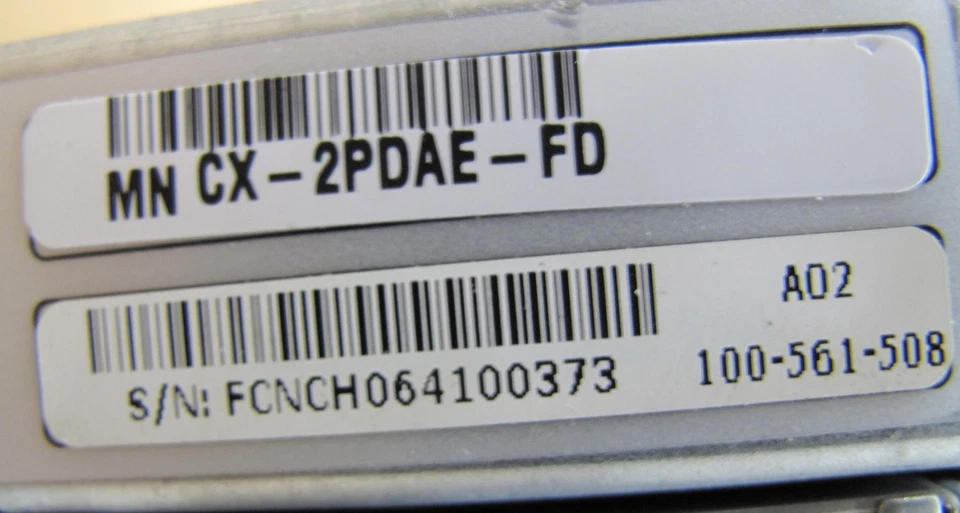 MN CX-2PDAE-FD
A02
S/N: FCNCH064100373
100-561-508